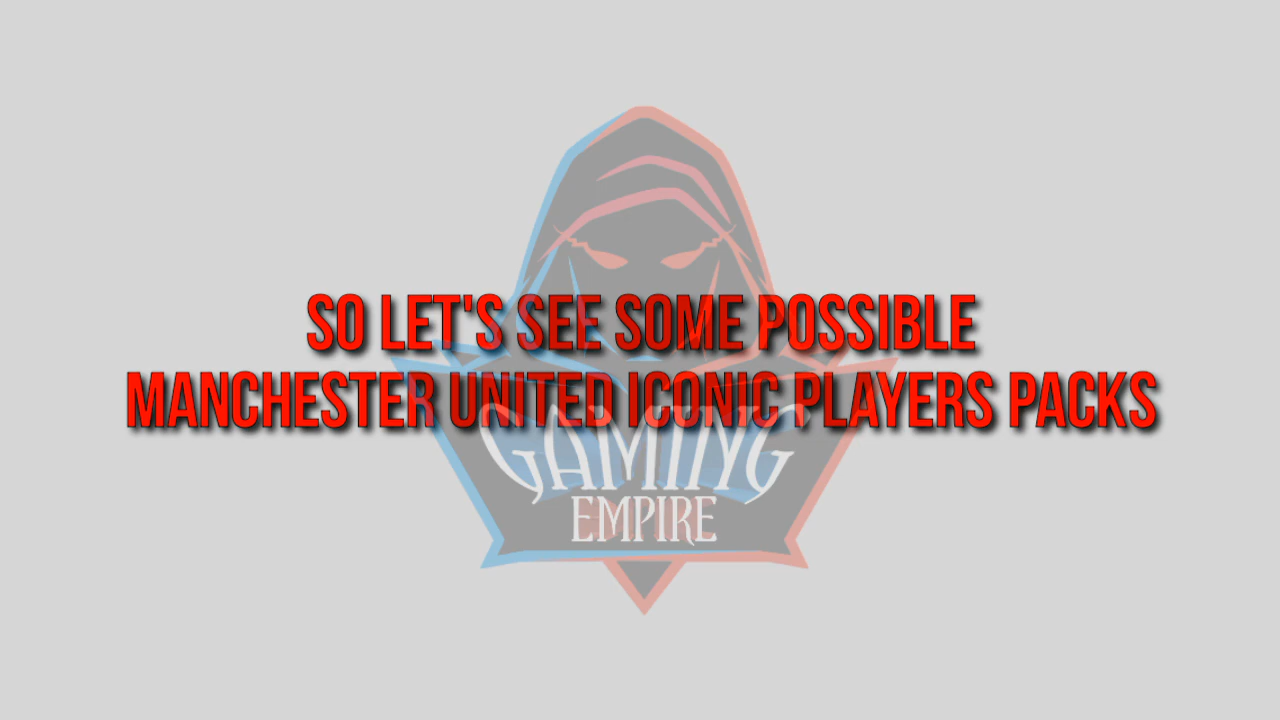 SO LET'S SEE SOME POSSIBLE
MANCHESTER UNITED ICONIC PLAYERS PACKS
GAMING
EMPIRE